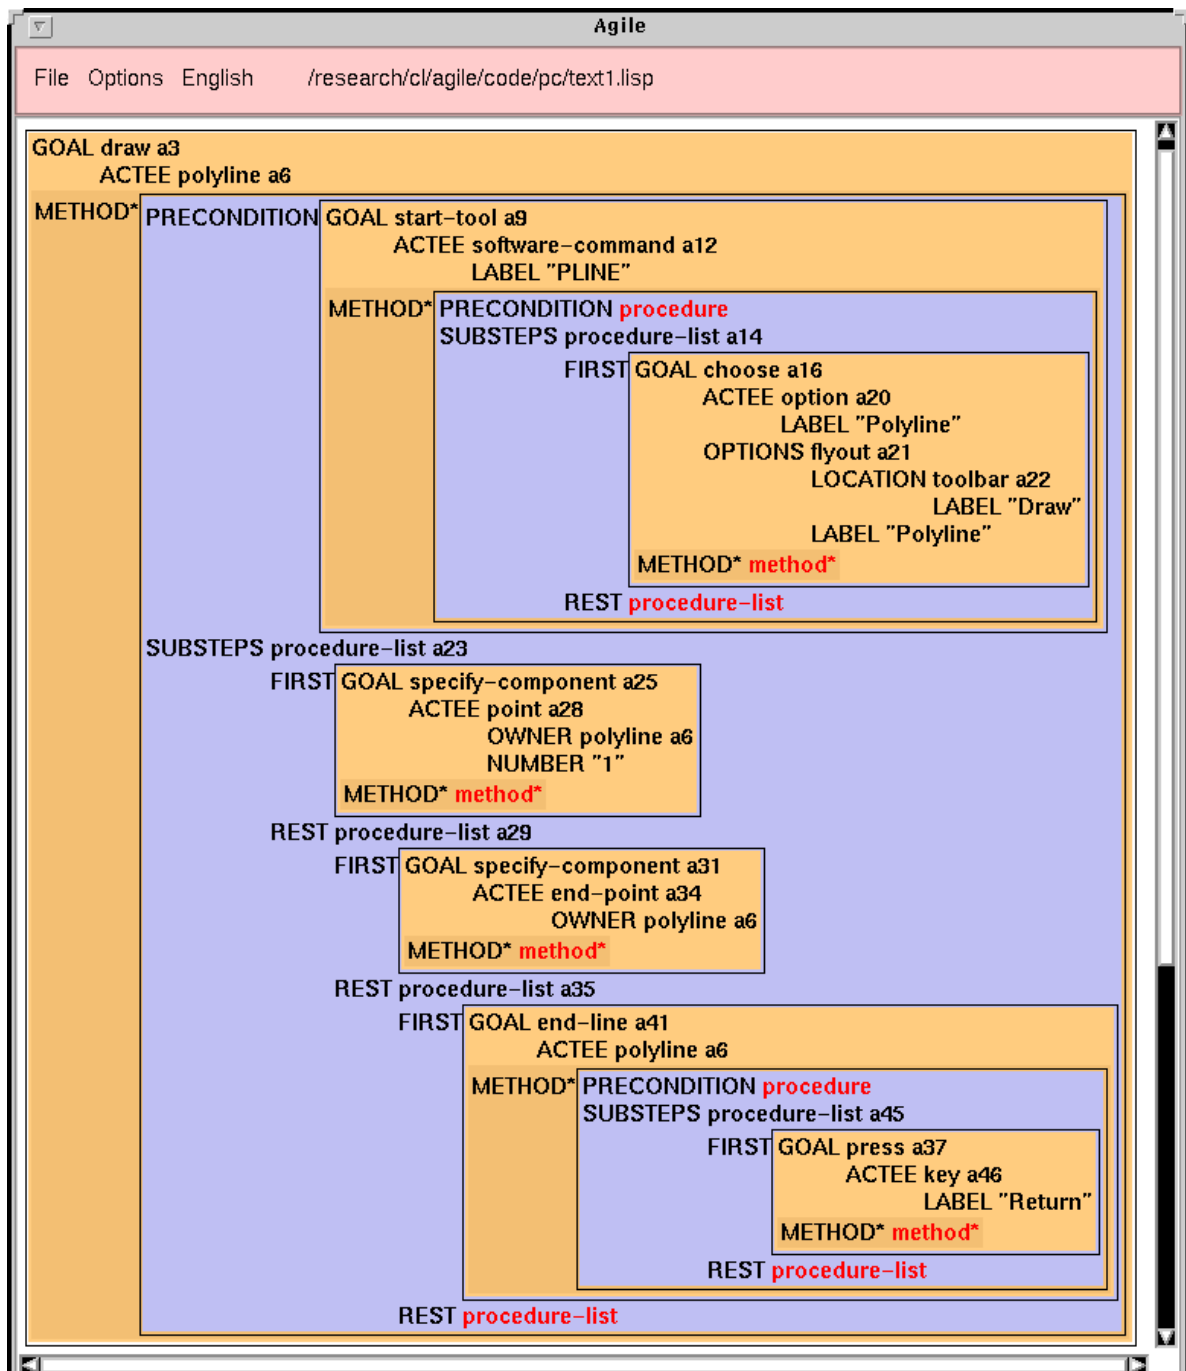 Agile
File Options English /research/cl/agile/code/pc/text1.lisp
GOAL draw a3
ACTEE polyline a6
METHOD* PRECONDITION GOAL start-tool a9
ACTEE software-command a12
LABEL "PLINE"
METHOD* PRECONDITION procedure
SUBSTEPS procedure-list a14
FIRST GOAL choose a16
ACTEE option a20
LABEL "Polyline"
OPTIONS flyout a21
LOCATION toolbar a22
LABEL "Draw"
LABEL "Polyline"
METHOD* method*
REST procedure-list
SUBSTEPS procedure-list a23
FIRST GOAL specify-component a25
ACTEE point a28
OWNER polyline a6
NUMBER "1"
METHOD* method*
REST procedure-list a29
FIRST GOAL specify-component a31
ACTEE end-point a34
OWNER polyline a6
METHOD* method*
REST procedure-list a35
FIRST GOAL end-line a41
ACTEE polyline a6
METHOD* PRECONDITION procedure
SUBSTEPS procedure-list a45
FIRST GOAL press a37
ACTEE key a46
LABEL "Return"
METHOD* method*
REST procedure-list
REST procedure-list